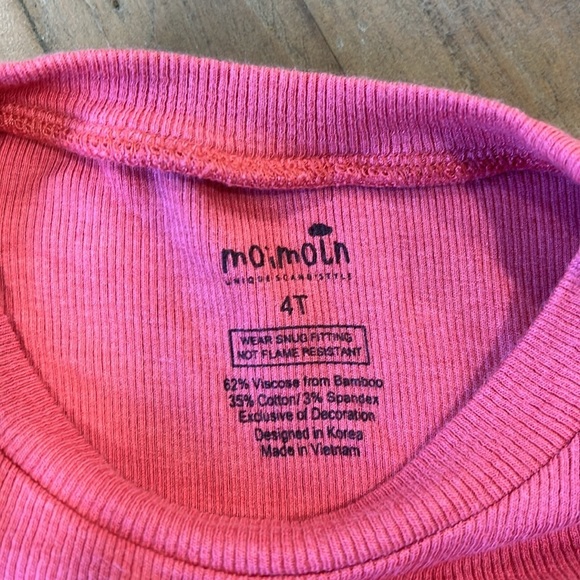 moimoln
UNIQUE SCAND STYLE
4T
WEAR SNUG FITTING
NOT FLAME RESISTANT
62% Viscose from Bamboo
35% Cotton/ 3% Spandex
Exclusive of Decoration
Designed in Korea
Made in Vietnam